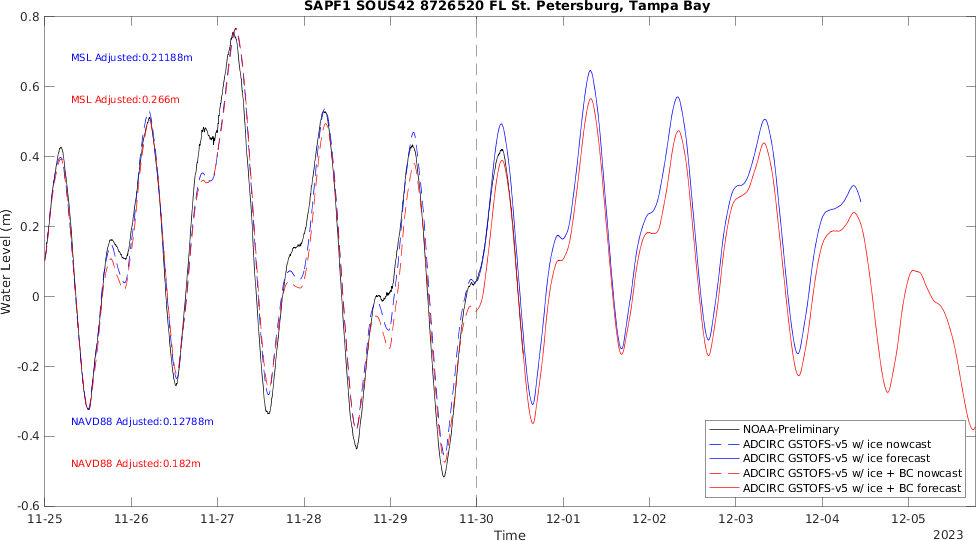 SAPF1 SOUS42 8726520 FL St. Petersburg, Tampa Bay
0.8
0.6
0.4
0.2
0
-0.2
-0.4
-0.6
Water Level (m)
MSL Adjusted:0.21188m
MSL Adjusted:0.266m
NAVD88 Adjusted:0.12788m
NAVD88 Adjusted:0.182m
NOAA-Preliminary
ADCIRC GSTOFS-v5 w/ ice nowcast
ADCIRC GSTOFS-v5 w/ ice forecast
ADCIRC GSTOFS-v5 w/ ice + BC nowcast
ADCIRC GSTOFS-v5 w/ ice + BC forecast
11-25 11-26 11-27 11-28 11-29 11-30 12-01 12-02 12-03 12-04 12-05
Time
2023